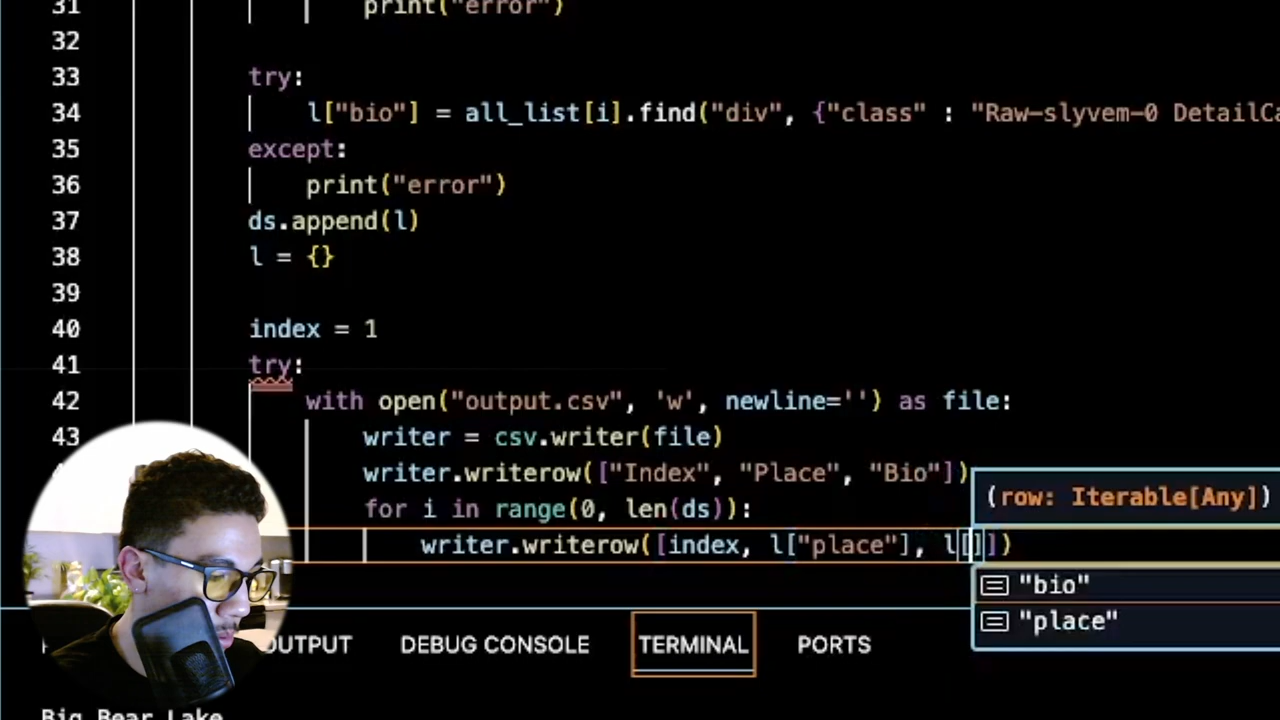 31 print("error")
32
33 try:
34 l["bio"] = all_list[i].find("div", {"class" : "Raw-slyvem-0
35 except:
36 print("error")
37 ds.append(l)
38 l = {}
39
40 index = 1
41 try:
42 with open("output.csv", 'w', newline='') as file:
43 writer = csv.writer(file)
writer.writerow(["Index", "Place", "Bio"])
(row: Iterable[Any])
for i in range(0, len(ds)):
writer.writerow([index, l["place"], l[]])
"bio"
"place"
OUTPUT DEBUG CONSOLE TERMINAL PORTS
Big Bear Lake